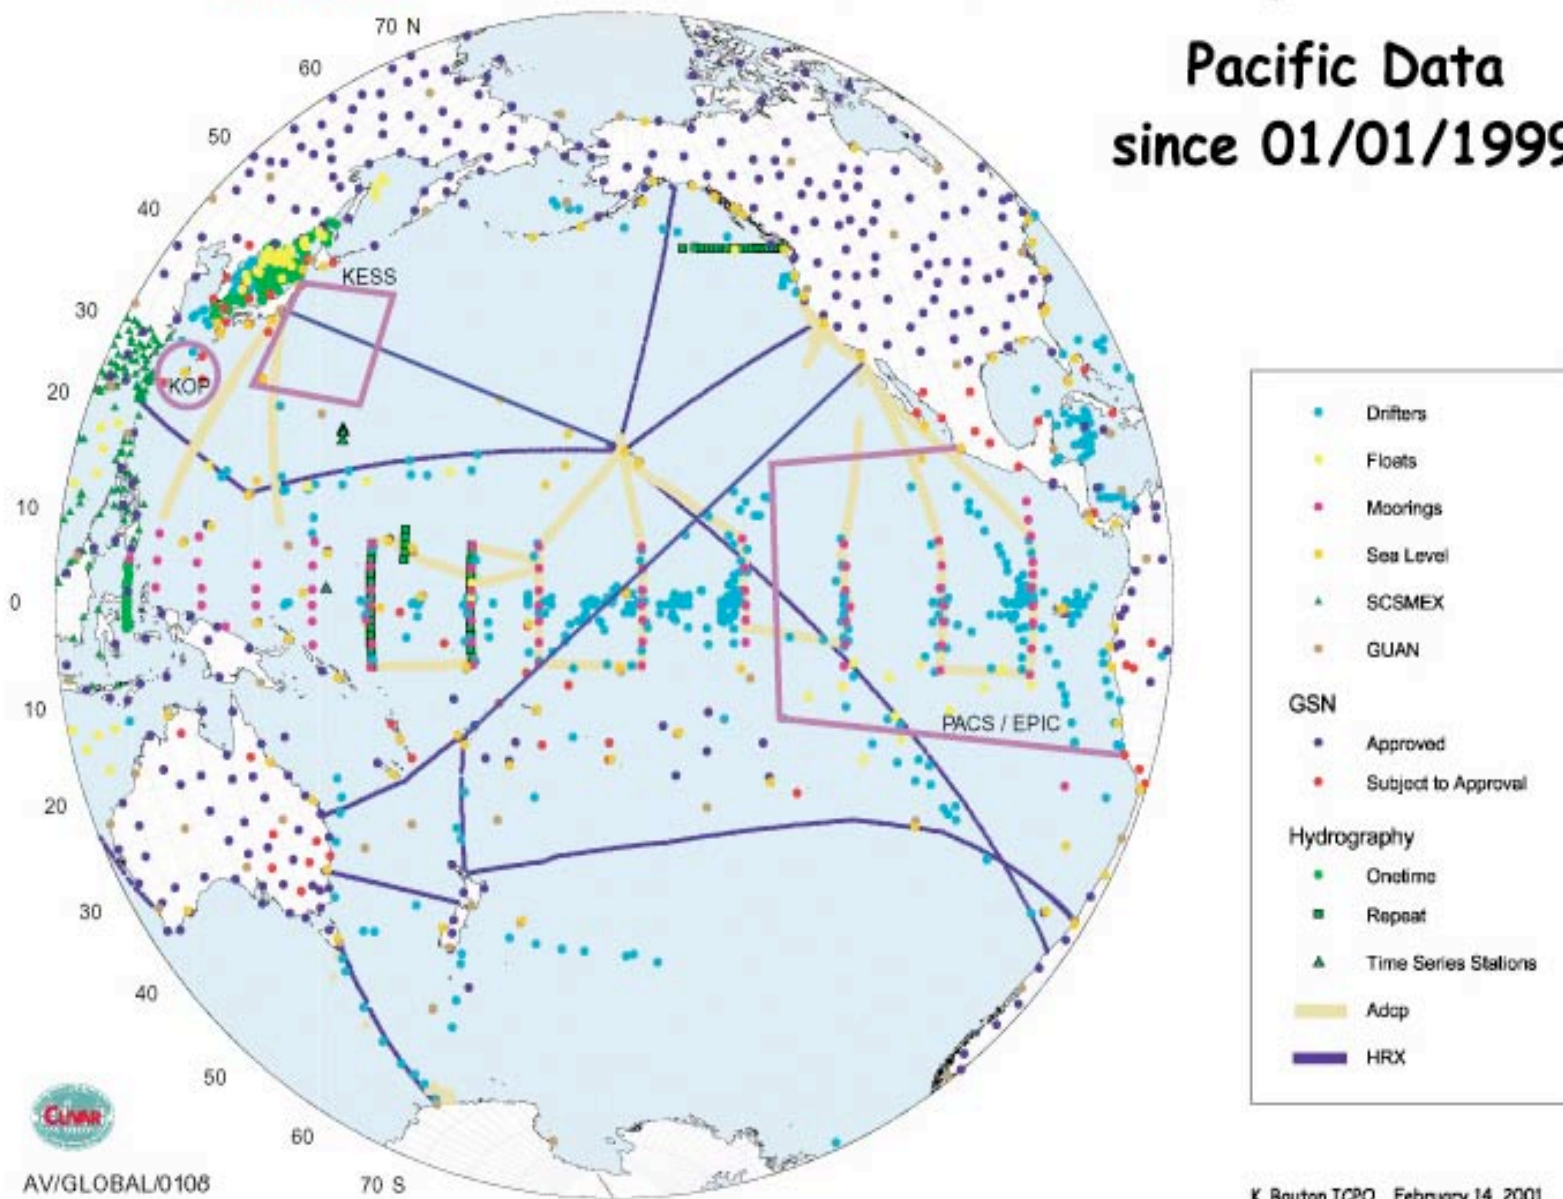 Pacific Data
since 01/01/1999
70 N
60
50
40
30
20
10
0
10
20
30
40
50
60
70 S
KESS
KOP
PACS / EPIC
Drifters
Floats
Moorings
Sea Level
SCSMEX
GUAN
GSN
Approved
Subject to Approval
Hydrography
Onetime
Repeat
Time Series Stations
Adcp
HRX
CLIVAR
AV/GLOBAL/0108
K. Bouton ICPO February 14, 2001